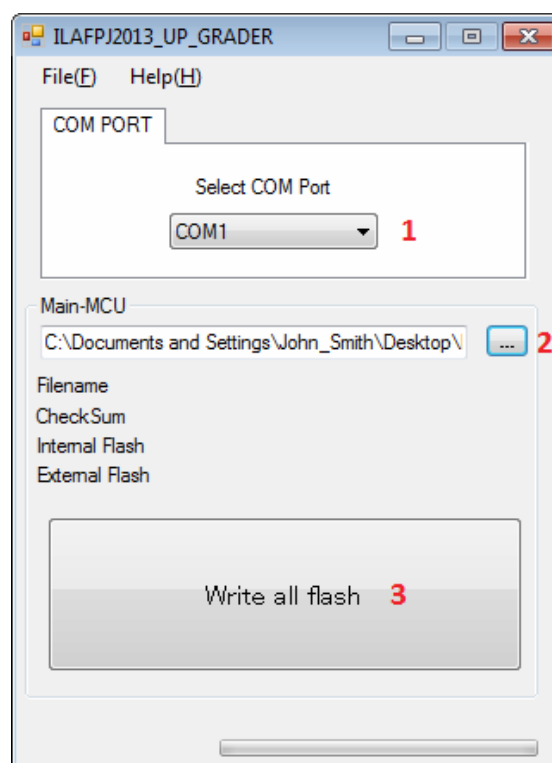 ILAFPJ2013_UP_GRADER
File(F) Help(H)
COM PORT
Select COM Port
COM1 1
Main-MCU
C:\Documents and Settings\John_Smith\Desktop\ ... 2
Filename
CheckSum
Internal Flash
External Flash
Write all flash 3